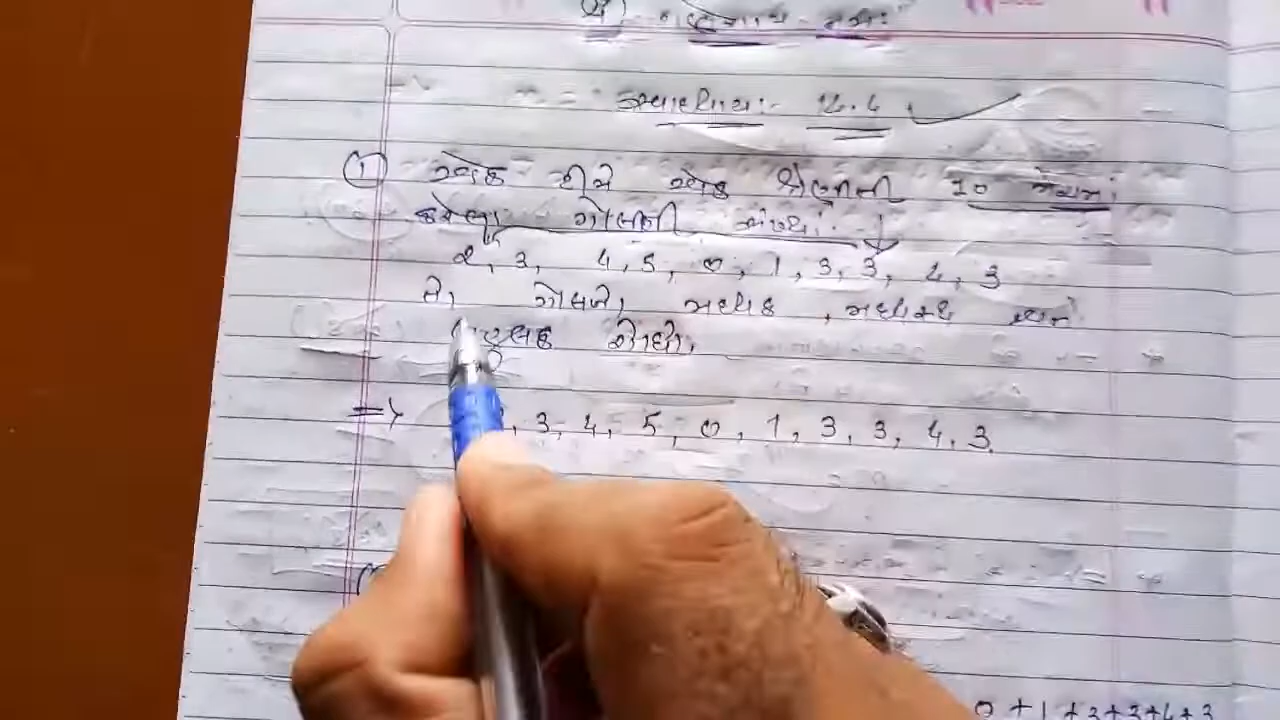 સ્વાધ્યાય:- 14.4
(1) એક ટીમે એક શ્રેણીની 10 મેચમાં
કરેલા ગોલની સંખ્યા:
2, 3, 4, 5, 0, 1, 3, 3, 4, 3
તો, ગોલનો, મધ્યક, મધ્યસ્થ અને
બહુલક શોધો.
=> , 3, 4, 5, 0, 1, 3, 3, 4, 3.
0 + 1 + 3 + 3 + 4 + 3